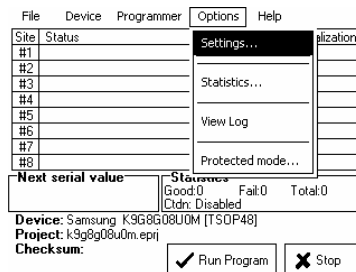 File Device Programmer Options Help
Site Status Settings... lization
#1
#2
#3 Statistics...
#4
#5
#6 View Log
#7
#8 Protected mode...
Next serial value Statistics
Good:0 Fail:0 Total:0
Ctdn: Disabled
Device: Samsung K9G8G08U0M [TSOP48]
Project: k9g8g08u0m.eprj
Checksum:
Run Program Stop